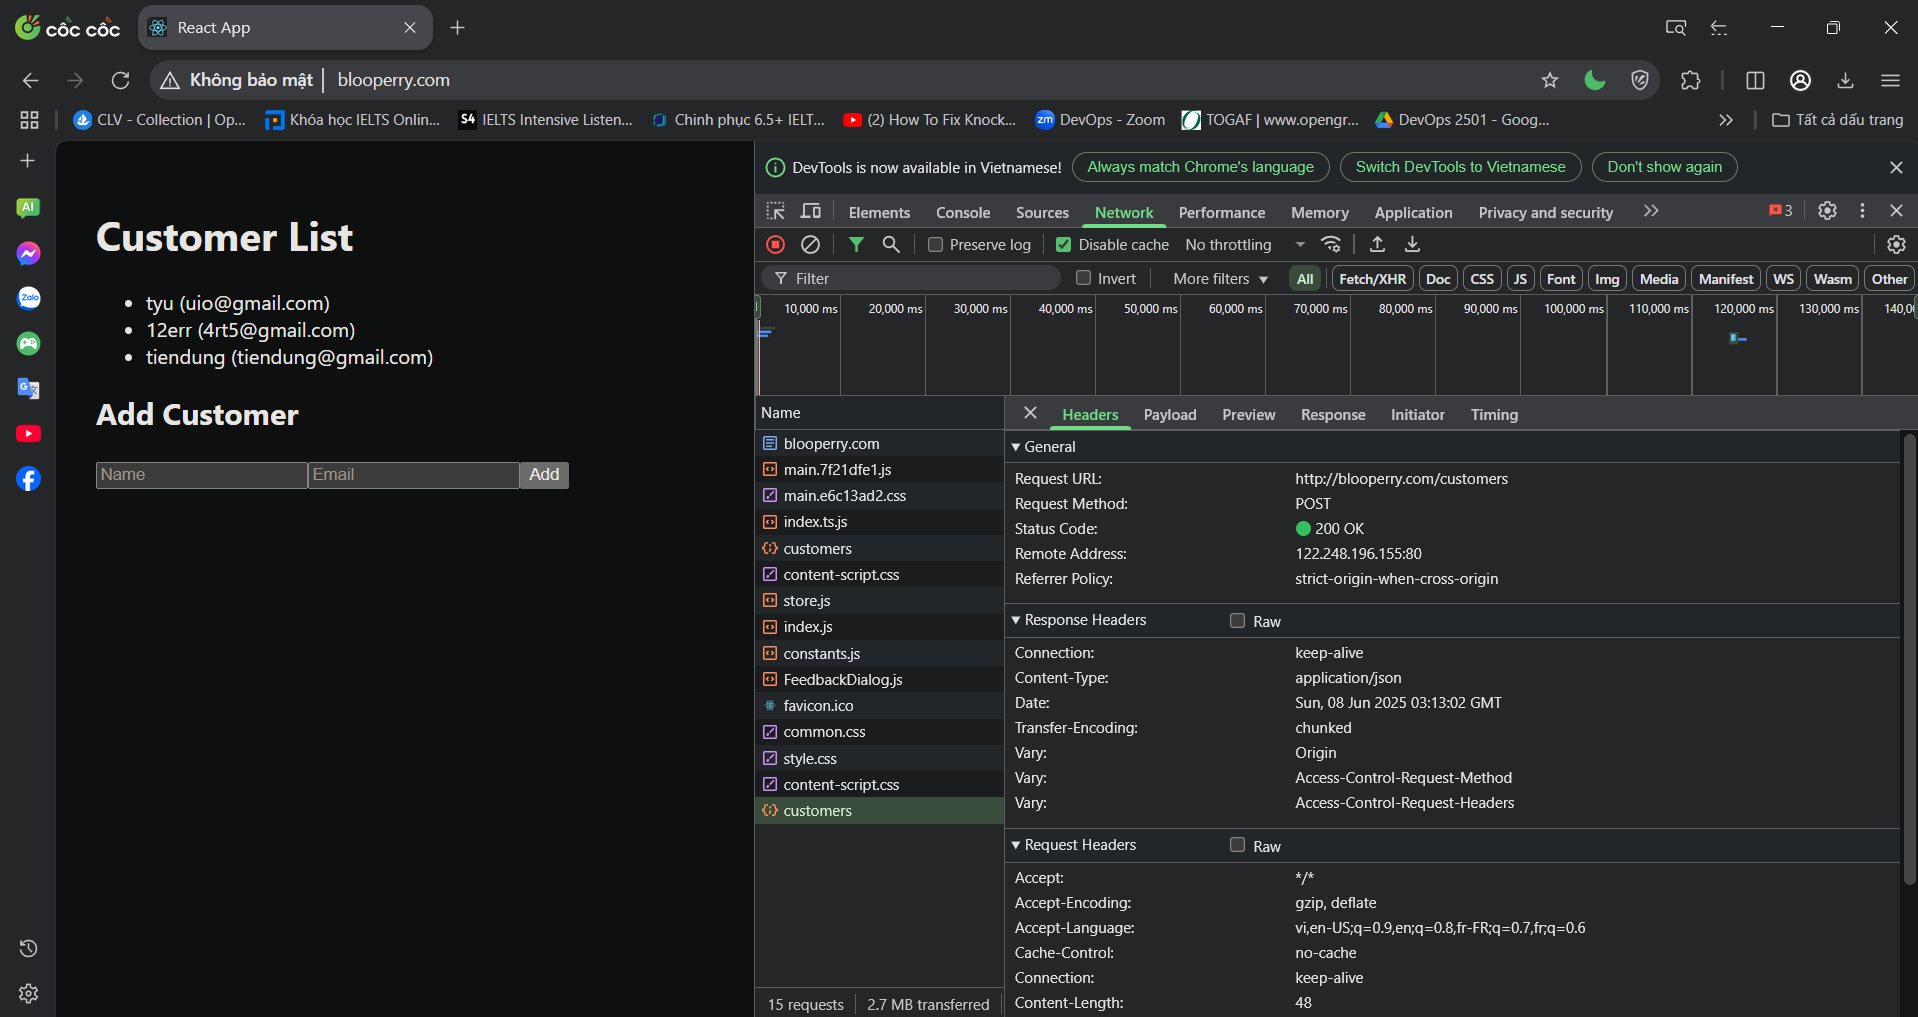 cốc cốc
React App
Không bảo mật
blooperry.com
CLV - Collection | Op...
Khóa học IELTS Onlin...
S4 IELTS Intensive Listen...
Chinh phục 6.5+ IELT...
(2) How To Fix Knock...
zm DevOps - Zoom
TOGAF | www.opengr...
DevOps 2501 - Goog...
Tất cả dấu trang
AI
Zalo
Customer List
tyu (uio@gmail.com)
12err (4rt5@gmail.com)
tiendung (tiendung@gmail.com)
Add Customer
Name
Email
Add
DevTools is now available in Vietnamese!
Always match Chrome's language
Switch DevTools to Vietnamese
Don't show again
Elements
Console
Sources
Network
Performance
Memory
Application
Privacy and security
3
Preserve log
Disable cache
No throttling
Filter
Invert
More filters
All
Fetch/XHR
Doc
CSS
JS
Font
Img
Media
Manifest
WS
Wasm
Other
10,000 ms
20,000 ms
30,000 ms
40,000 ms
50,000 ms
60,000 ms
70,000 ms
80,000 ms
90,000 ms
100,000 ms
110,000 ms
120,000 ms
130,000 ms
140,0
Name
blooperry.com
main.7f21dfe1.js
main.e6c13ad2.css
index.ts.js
customers
content-script.css
store.js
index.js
constants.js
FeedbackDialog.js
favicon.ico
common.css
style.css
content-script.css
customers
15 requests
2.7 MB transferred
Headers
Payload
Preview
Response
Initiator
Timing
General
Request URL: http://blooperry.com/customers
Request Method: POST
Status Code: 200 OK
Remote Address: 122.248.196.155:80
Referrer Policy: strict-origin-when-cross-origin
Response Headers
Raw
Connection: keep-alive
Content-Type: application/json
Date: Sun, 08 Jun 2025 03:13:02 GMT
Transfer-Encoding: chunked
Vary: Origin
Vary: Access-Control-Request-Method
Vary: Access-Control-Request-Headers
Request Headers
Raw
Accept: */*
Accept-Encoding: gzip, deflate
Accept-Language: vi,en-US;q=0.9,en;q=0.8,fr-FR;q=0.7,fr;q=0.6
Cache-Control: no-cache
Connection: keep-alive
Content-Length: 48